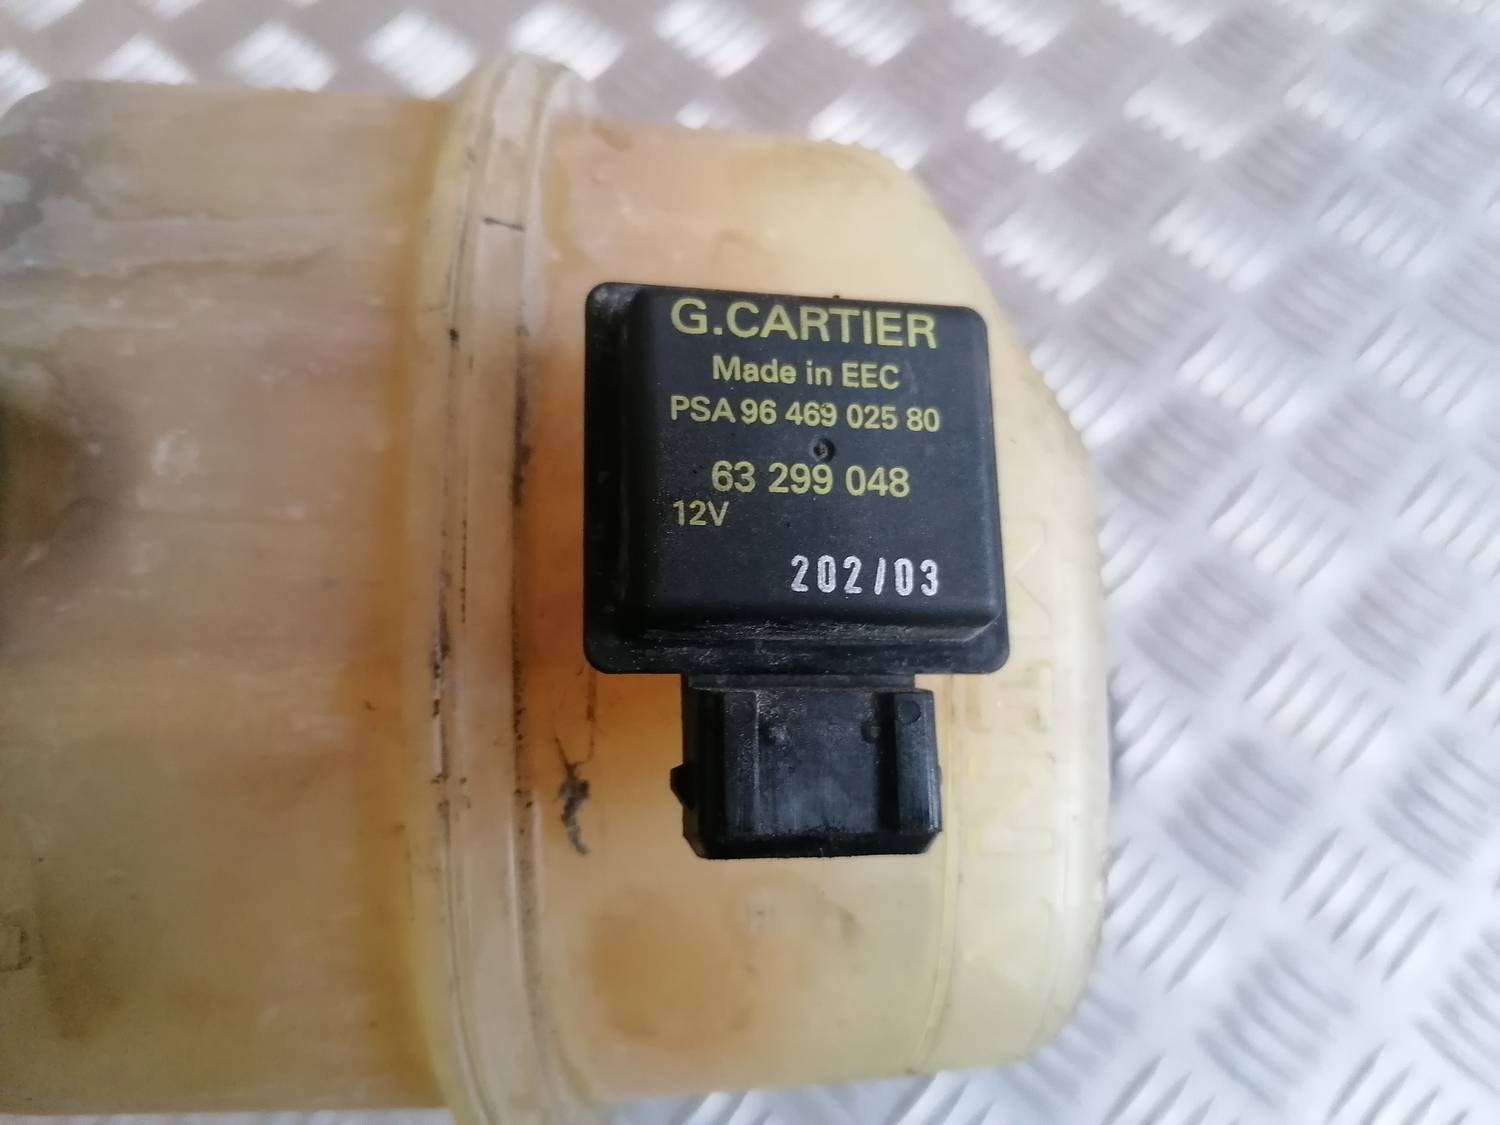 G.CARTIER
Made in EEC
PSA 96 469 025 80
63 299 048
12V
202/03